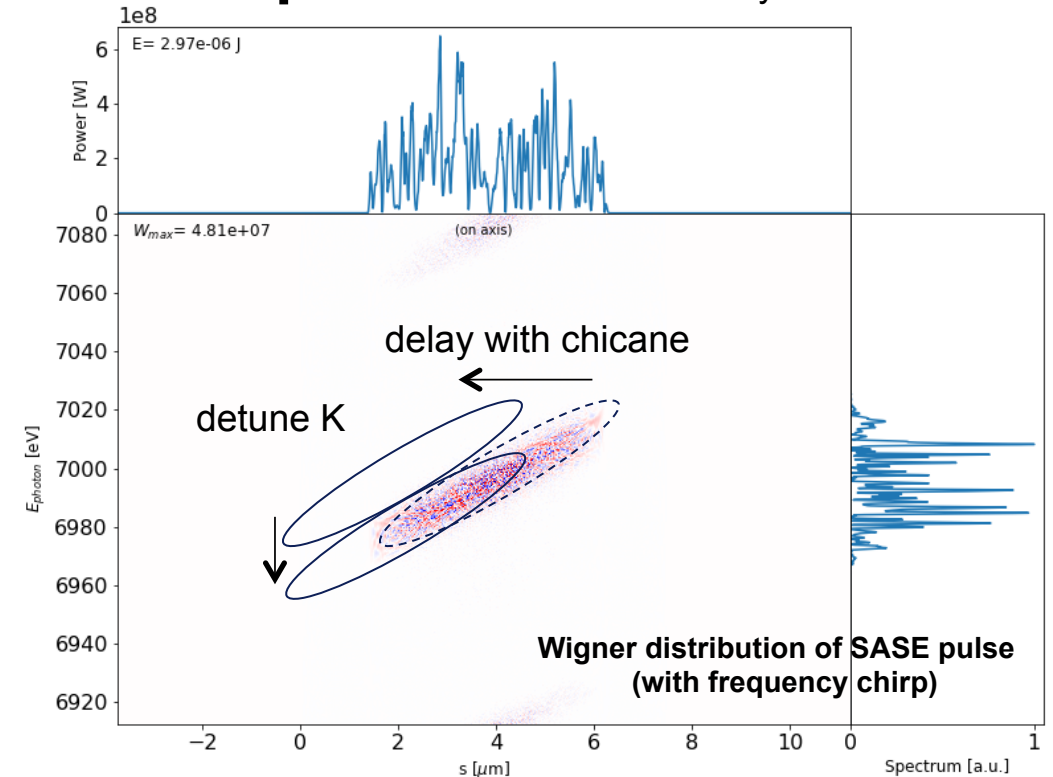 1e8
E= 2.97e-06 J
6
4
2
0
Power [W]
W_max= 4.81e+07
(on axis)
7080
7060
7040
7020
7000
6980
6960
6940
6920
E_photon [eV]
delay with chicane
detune K
Wigner distribution of SASE pulse
(with frequency chirp)
−2
0
2
4
6
8
10
0
1
s [μm]
Spectrum [a.u.]